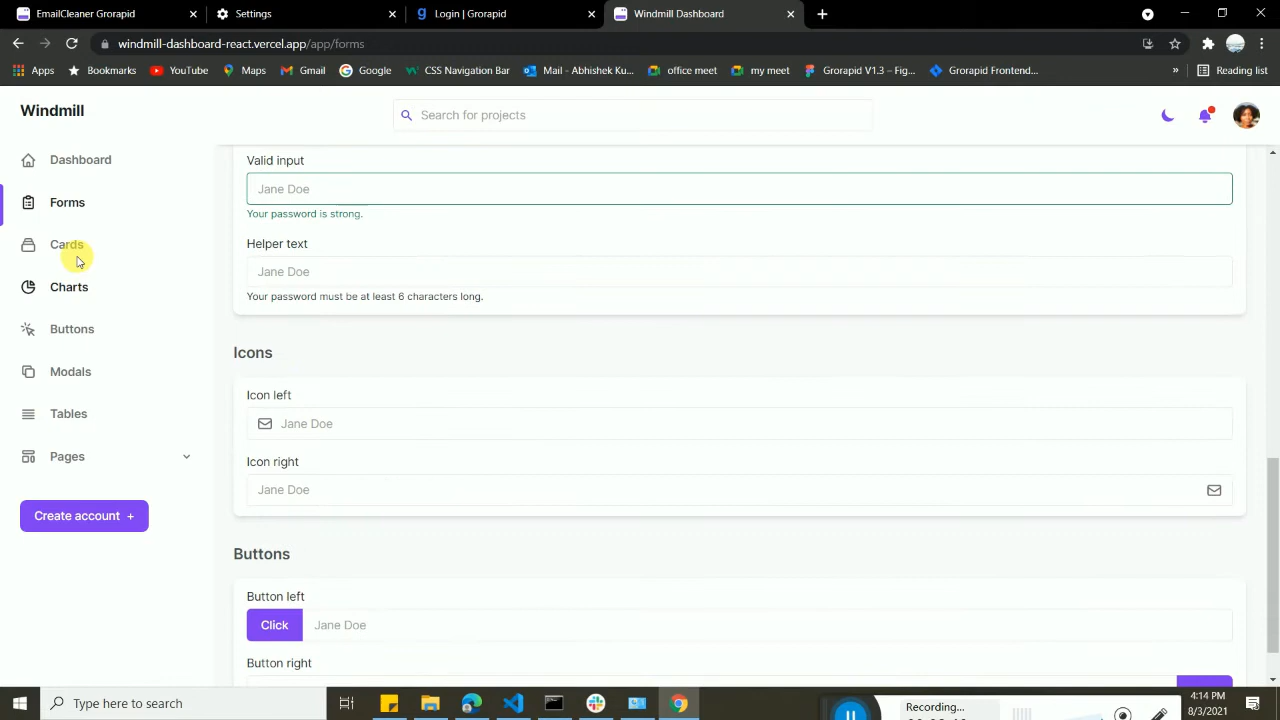 EmailCleaner Grorapid
Settings
Login | Grorapid
Windmill Dashboard
windmill-dashboard-react.vercel.app/app/forms
Apps
Bookmarks
YouTube
Maps
Gmail
Google
CSS Navigation Bar
Mail - Abhishek Ku...
office meet
my meet
Grorapid V1.3 – Fig...
Grorapid Frontend...
»
Reading list
Windmill
Search for projects
Dashboard
Forms
Cards
Charts
Buttons
Modals
Tables
Pages
Create account +
Valid input
Jane Doe
Your password is strong.
Helper text
Jane Doe
Your password must be at least 6 characters long.
Icons
Icon left
Jane Doe
Icon right
Jane Doe
Buttons
Button left
Click
Jane Doe
Button right
Type here to search
Recording...
4:14 PM
8/3/2021